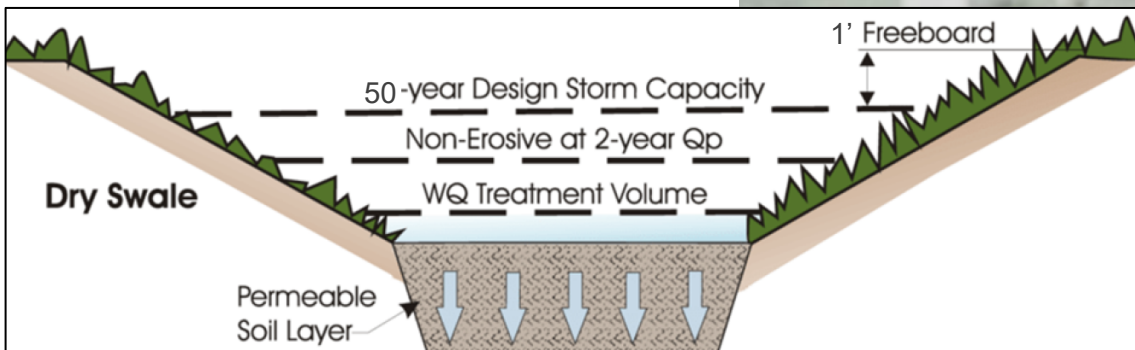 1’ Freeboard
50-year Design Storm Capacity
Non-Erosive at 2-year Qp
WQ Treatment Volume
Dry Swale
Permeable
Soil Layer